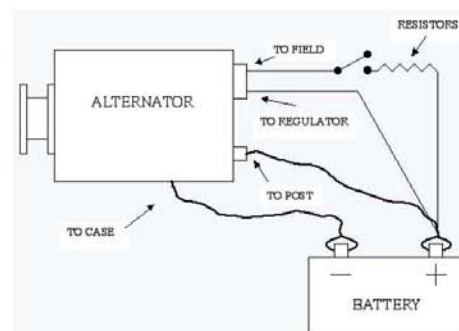 RESISTORS
TO FIELD
ALTERNATOR
TO REGULATOR
TO POST
TO CASE
− +
BATTERY